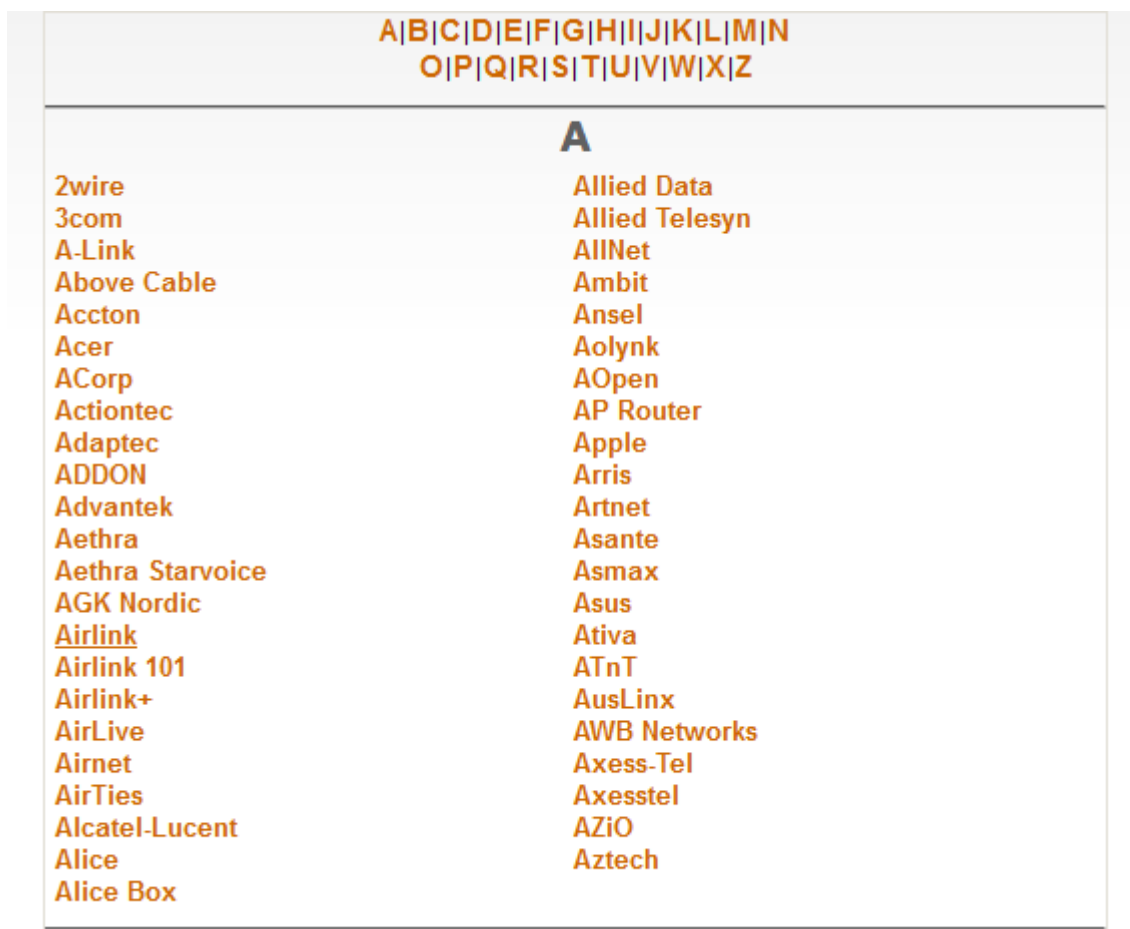 A|B|C|D|E|F|G|H|I|J|K|L|M|N
O|P|Q|R|S|T|U|V|W|X|Z
A
2wire
3com
A-Link
Above Cable
Accton
Acer
ACorp
Actiontec
Adaptec
ADDON
Advantek
Aethra
Aethra Starvoice
AGK Nordic
Airlink
Airlink 101
Airlink+
AirLive
Airnet
AirTies
Alcatel-Lucent
Alice
Alice Box
Allied Data
Allied Telesyn
AllNet
Ambit
Ansel
Aolynk
AOpen
AP Router
Apple
Arris
Artnet
Asante
Asmax
Asus
Ativa
ATnT
AusLinx
AWB Networks
Axess-Tel
Axesstel
AZiO
Aztech